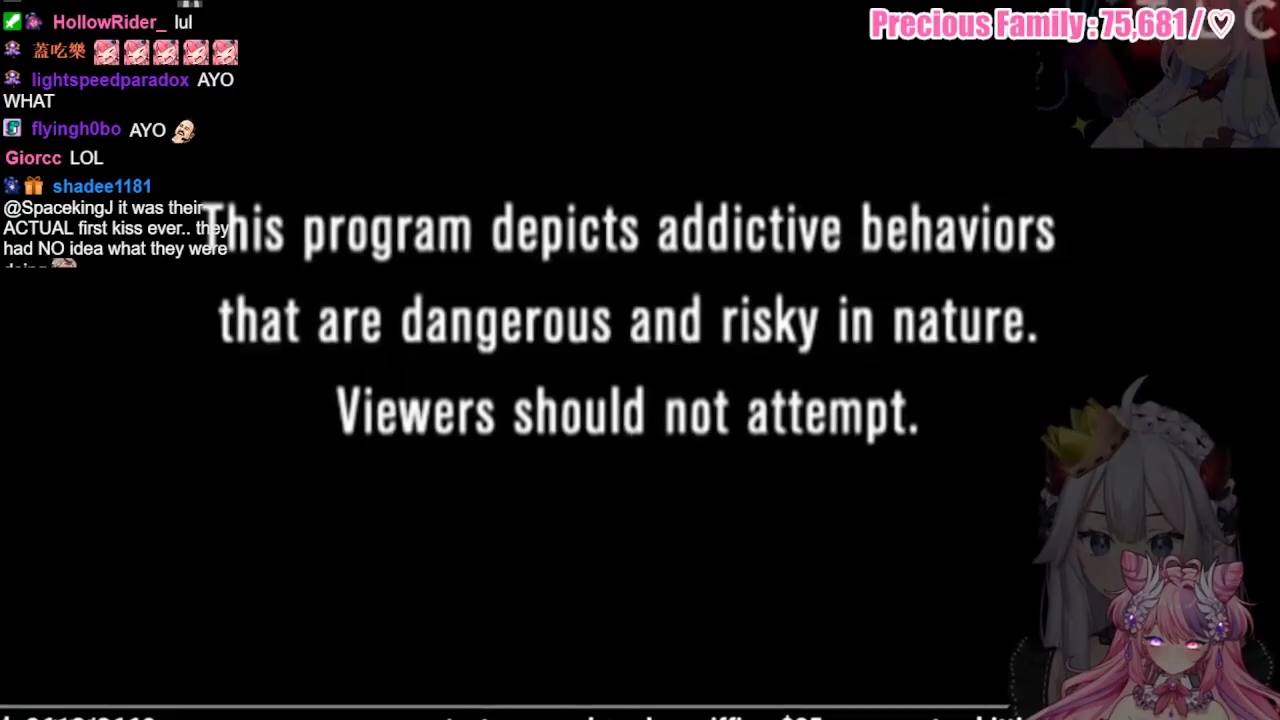 HollowRider_ lul
蓋吃樂
lightspeedparadox AYO
WHAT
flyingh0bo AYO
Giorcc LOL
shadee1181
@SpacekingJ it was their
ACTUAL first kiss ever.. they
had NO idea what they were
doing
Precious Family : 75,681 / ♡
C
This program depicts addictive behaviors
that are dangerous and risky in nature.
Viewers should not attempt.